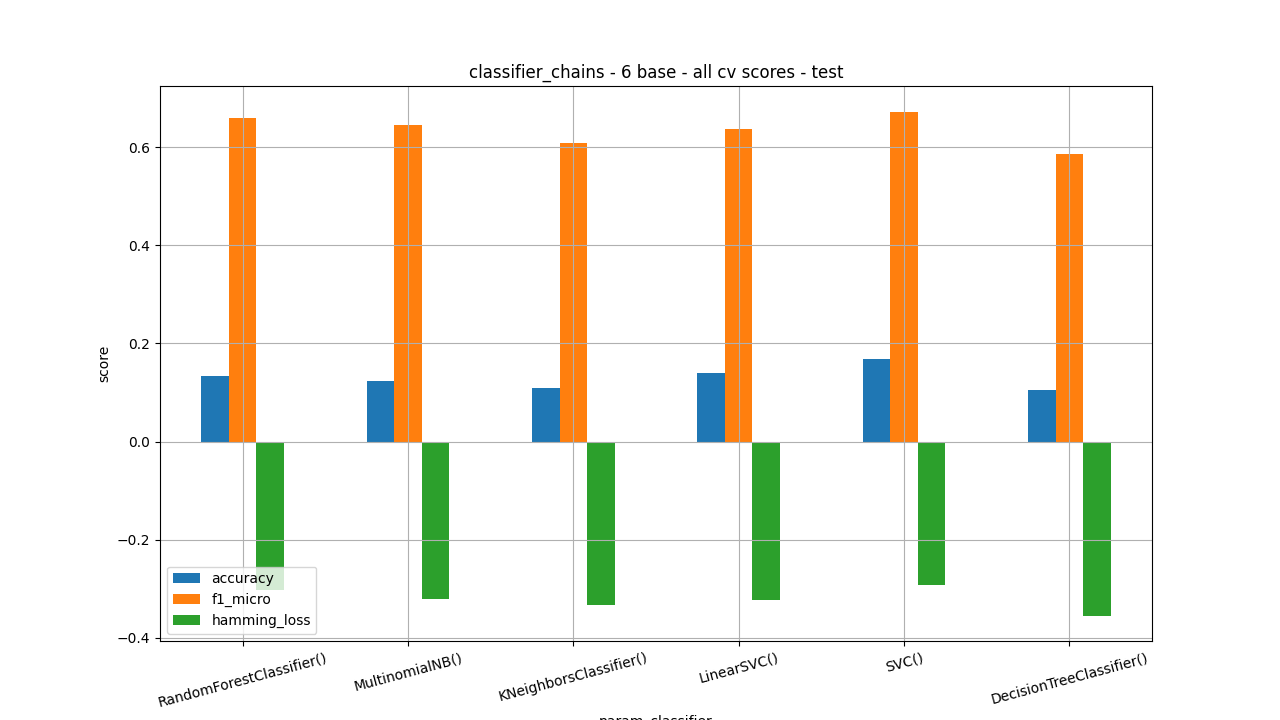 classifier_chains - 6 base - all cv scores - test
score
0.6
0.4
0.2
0.0
−0.2
−0.4
accuracy
f1_micro
hamming_loss
RandomForestClassifier()
MultinomialNB()
KNeighborsClassifier()
LinearSVC()
SVC()
DecisionTreeClassifier()
param_classifier